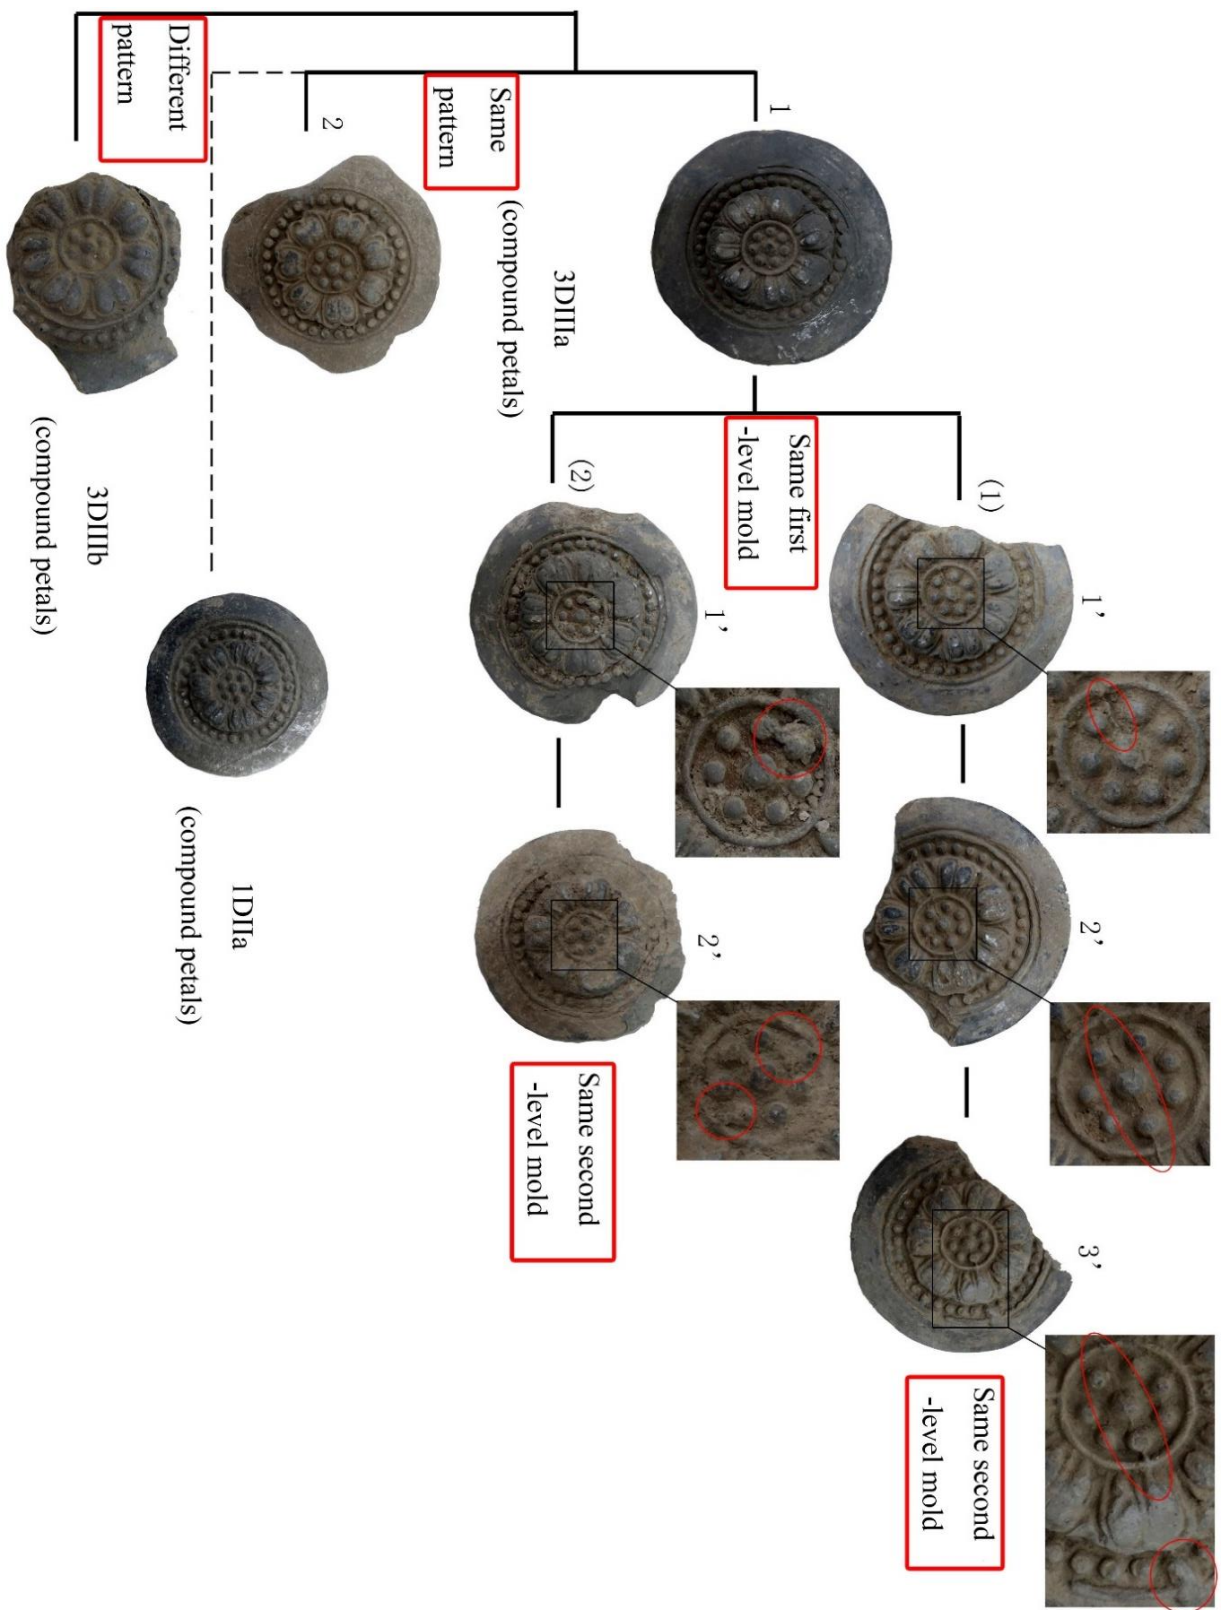 Different
pattern
Same
pattern
1
2
3DIIIa
(compound petals)
3DIIIb
(compound petals)
1DIIa
(compound petals)
Same first
-level mold
(1)
1’
2’
3’
Same second
-level mold
(2)
1’
2’
Same second
-level mold